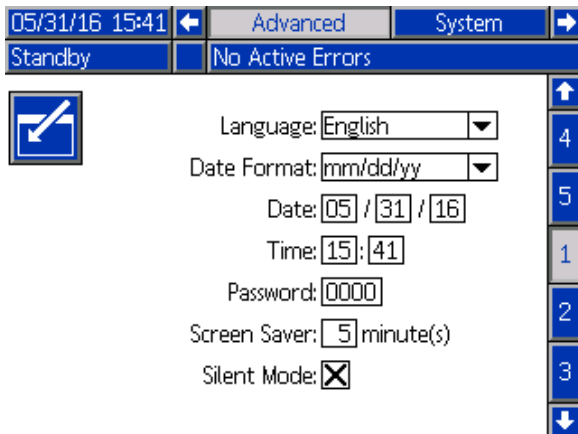 05/31/16 15:41 Advanced System
Standby No Active Errors
Language: English
4
Date Format: mm/dd/yy
5
Date: 05 / 31 / 16
Time: 15:41
1
Password: 0000
2
Screen Saver: 5 minute(s)
Silent Mode: X
3